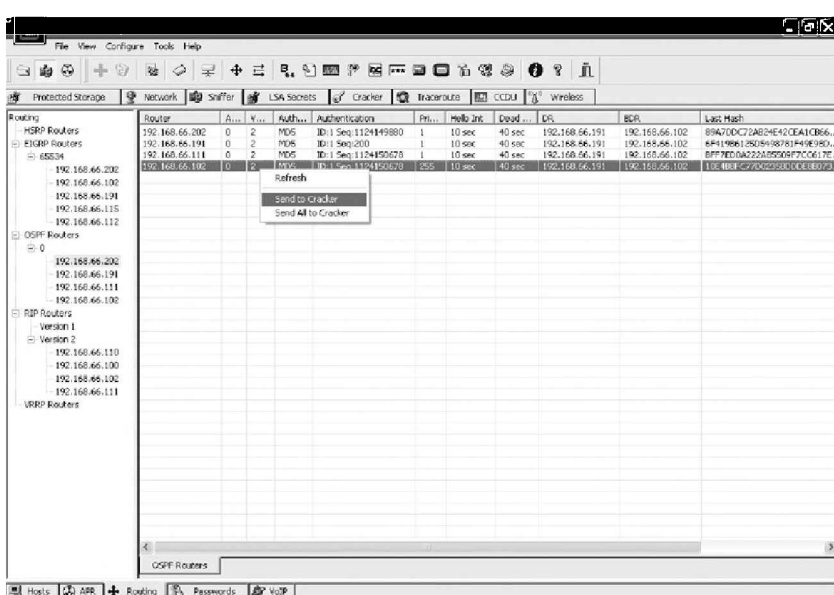 File View Configure Tools Help
Protected Storage Network Sniffer LSA Secrets Cracker Traceroute CCDU Wireless
Routing
HSRP Routers
EIGRP Routers
65534
192.168.66.202
192.168.66.102
192.168.66.191
192.168.66.115
192.168.66.112
OSPF Routers
0
192.168.66.202
192.168.66.191
192.168.66.111
192.168.66.102
RIP Routers
Version 1
Version 2
192.168.66.110
192.168.66.100
192.168.66.102
192.168.66.111
VRRP Routers
Router A... V... Auth... Authentication Pri... Hello Int Dead ... DR BDR Last Hash
192.168.66.202 0 2 MD5 ID:1 Seq:1124149880 1 10 sec 40 sec 192.168.66.191 192.168.66.102
192.168.66.191 0 2 MD5 ID:1 Seq:200 1 10 sec 40 sec 192.168.66.191 192.168.66.102
192.168.66.111 0 2 MD5 ID:1 Seq:1124150678 1 10 sec 40 sec 192.168.66.191 192.168.66.102
192.168.66.102 0 2 MD5 ID:1 Seq:1124150678 255 10 sec 40 sec 192.168.66.191 192.168.66.102
Refresh
Send to Cracker
Send All to Cracker
OSPF Routers
Hosts APR Routing Passwords VoIP